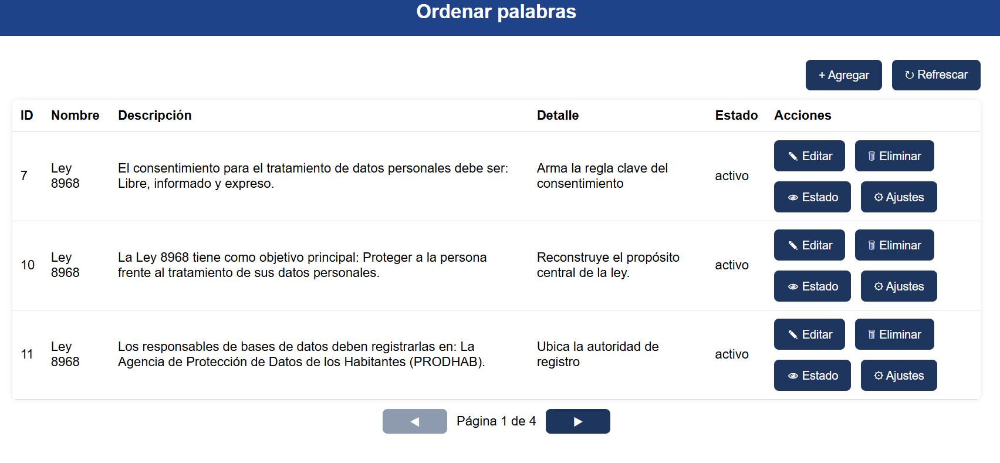 Ordenar palabras
+ Agregar
↻ Refrescar
ID Nombre Descripción Detalle Estado Acciones
7
Ley
8968
El consentimiento para el tratamiento de datos personales debe ser:
Libre, informado y expreso.
Arma la regla clave del
consentimiento
activo
Editar
Eliminar
Estado
Ajustes
10
Ley
8968
La Ley 8968 tiene como objetivo principal: Proteger a la persona
frente al tratamiento de sus datos personales.
Reconstruye el propósito
central de la ley.
activo
Editar
Eliminar
Estado
Ajustes
11
Ley
8968
Los responsables de bases de datos deben registrarlas en: La
Agencia de Protección de Datos de los Habitantes (PRODHAB).
Ubica la autoridad de
registro
activo
Editar
Eliminar
Estado
Ajustes
Página 1 de 4